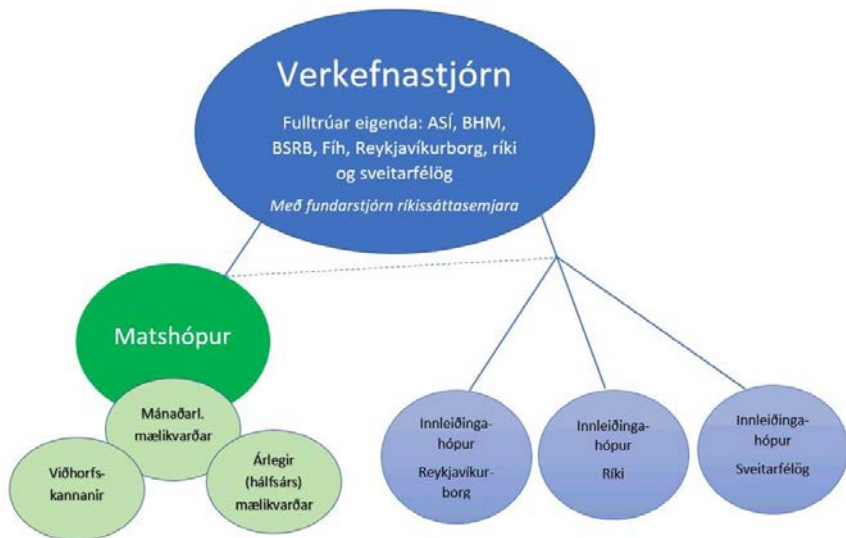 Verkefnastjórn
Fulltrúar eigenda: ASÍ, BHM,
BSRB, Fíh, Reykjavíkurborg, ríki
og sveitarfélög
Með fundarstjórn ríkissáttasemjara
Matshópur
Mánaðarl.
mælikvarðar
Viðhorfs-
kannanir
Árlegir
(hálfsárs)
mælikvarðar
Innleiðinga-
hópur
Reykjavíkur-
borg
Innleiðinga-
hópur
Ríki
Innleiðinga-
hópur
Sveitarfélög